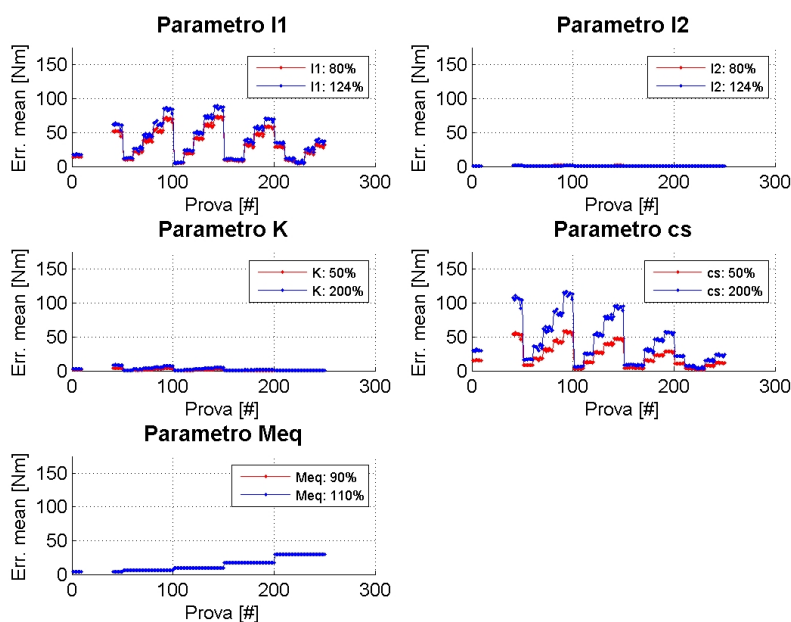 Parametro I1
Err. mean [Nm]
150
100
50
0
I1: 80%
I1: 124%
0
100
200
300
Prova [#]
Parametro I2
Err. mean [Nm]
150
100
50
0
I2: 80%
I2: 124%
0
100
200
300
Prova [#]
Parametro K
Err. mean [Nm]
150
100
50
0
K: 50%
K: 200%
0
100
200
300
Prova [#]
Parametro cs
Err. mean [Nm]
150
100
50
0
cs: 50%
cs: 200%
0
100
200
300
Prova [#]
Parametro Meq
Err. mean [Nm]
150
100
50
0
Meq: 90%
Meq: 110%
0
100
200
300
Prova [#]